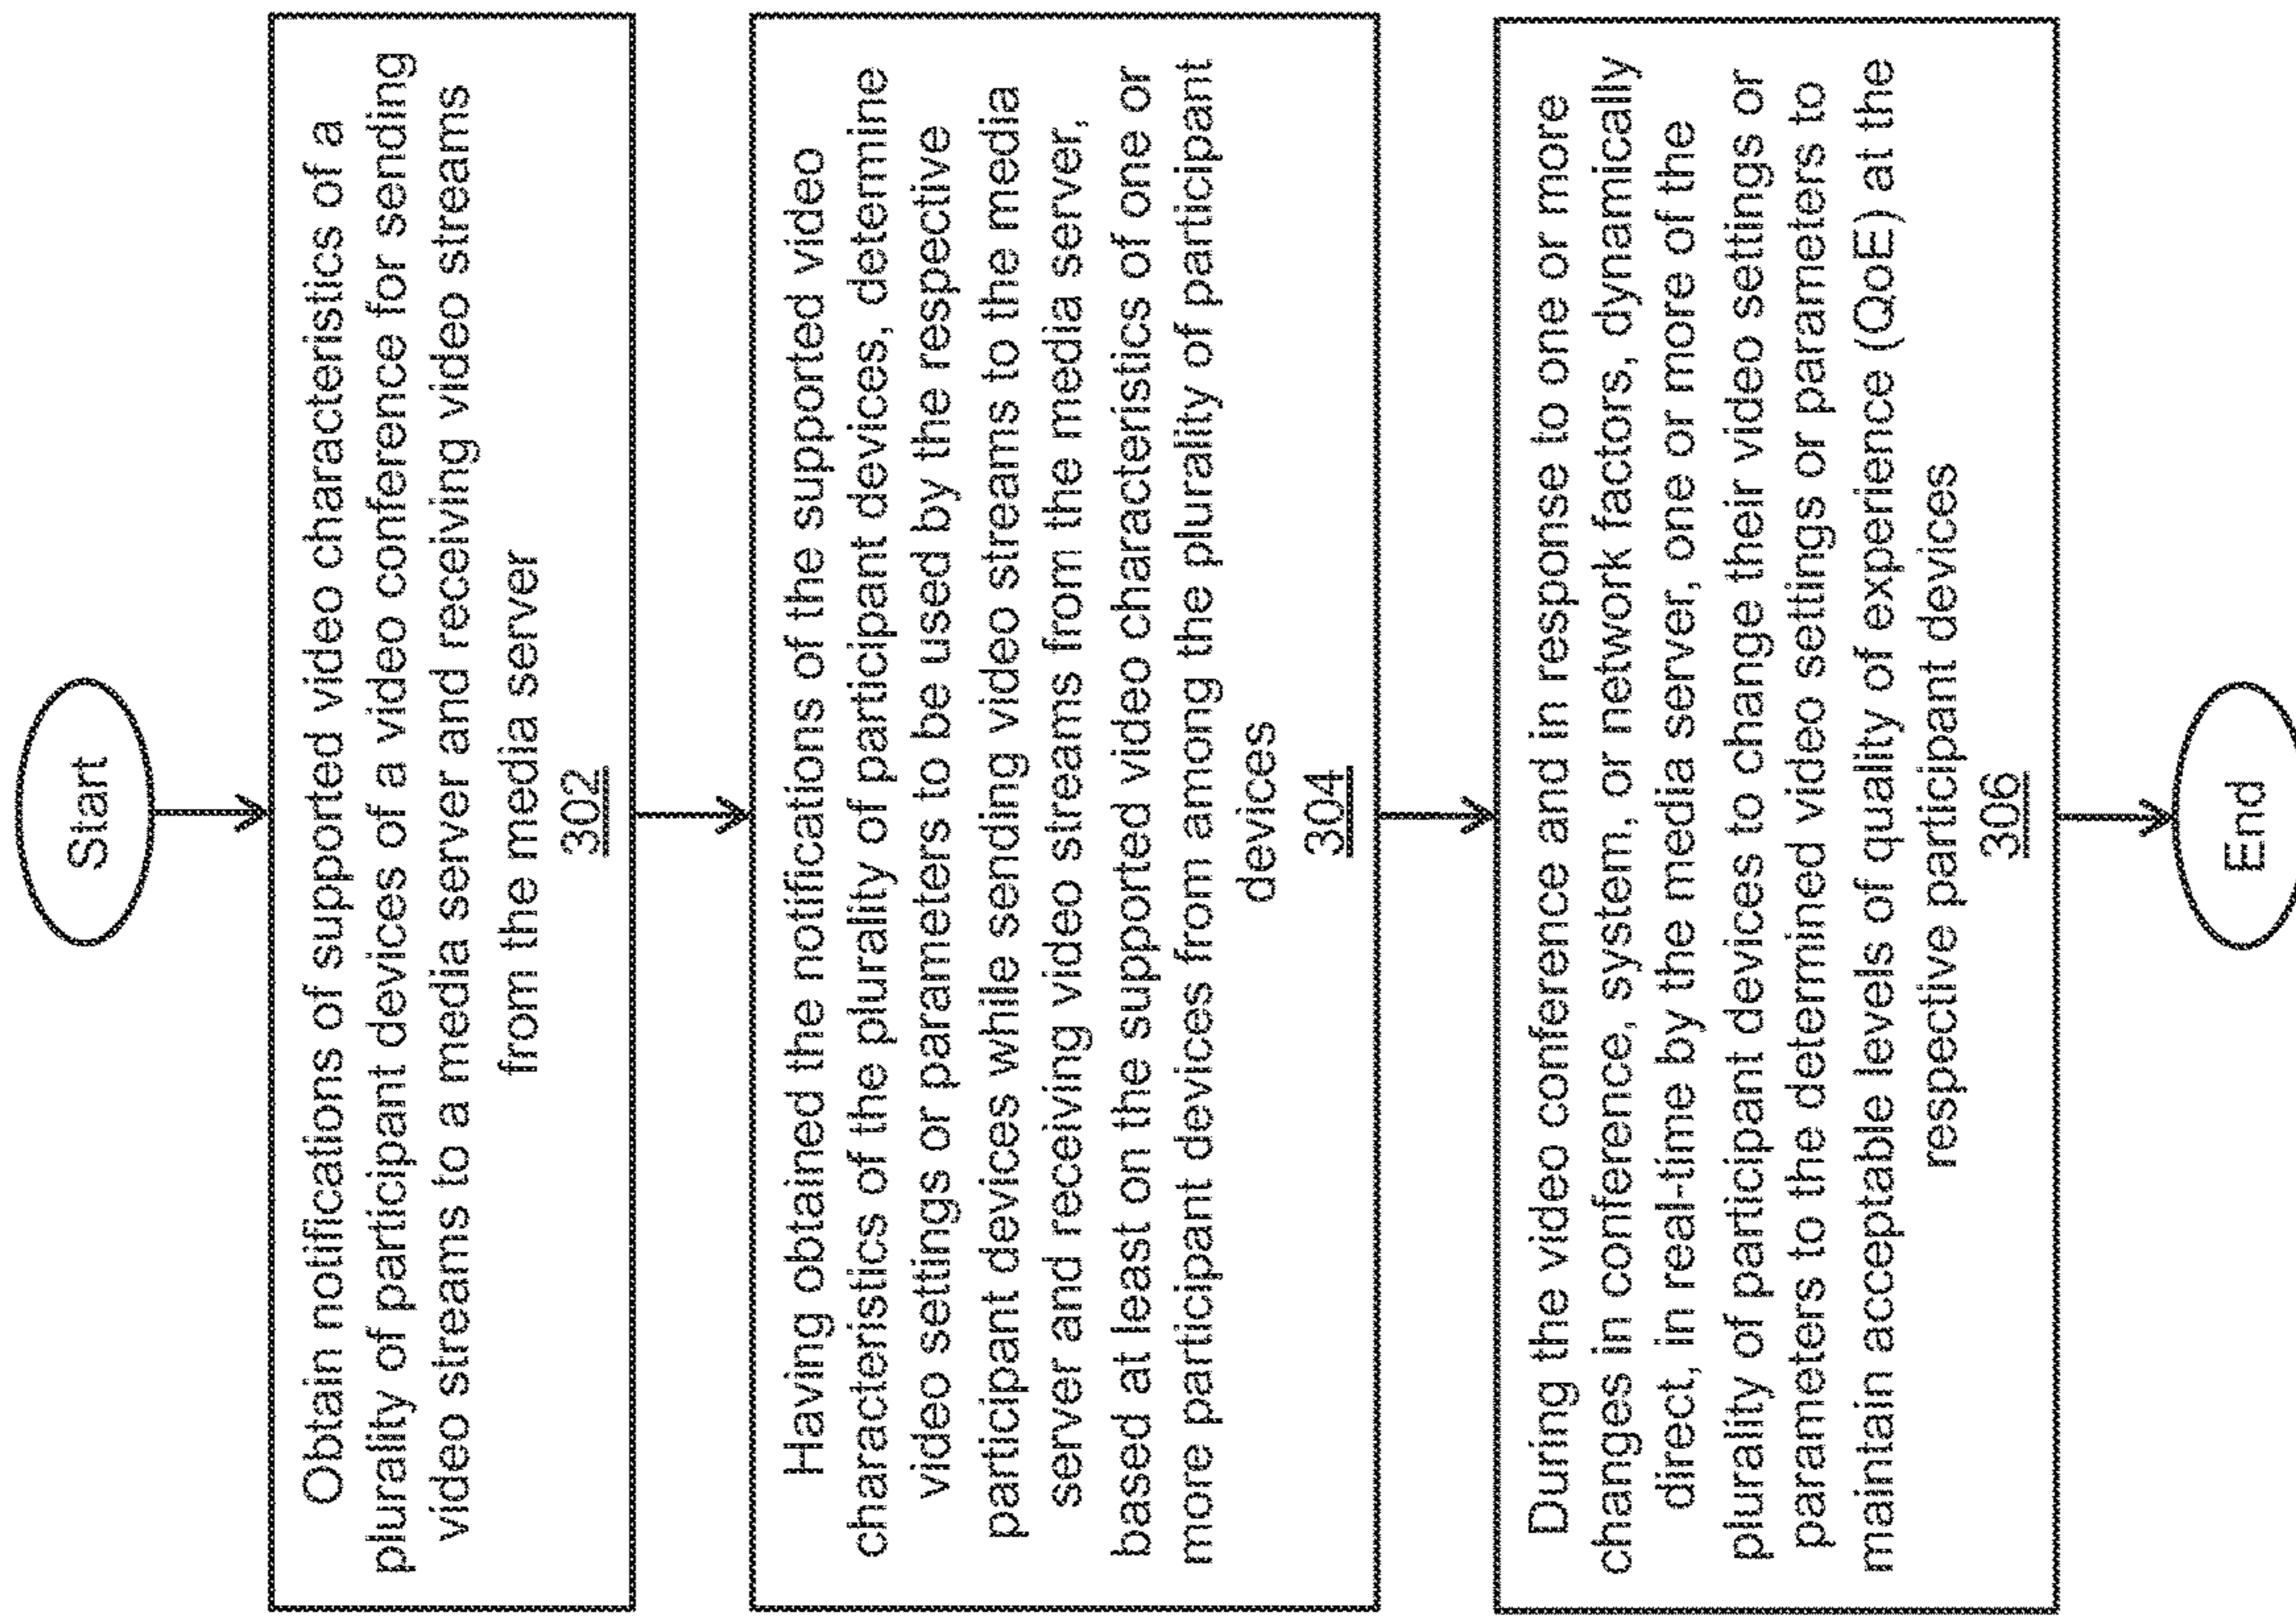 Start
Obtain notifications of supported video characteristics of a
plurality of participant devices of a video conference for sending
video streams to a media server and receiving video streams
from the media server
302
Having obtained the notifications of the supported video
characteristics of the plurality of participant devices, determine
video settings or parameters to be used by the respective
participant devices while sending video streams to the media
server and receiving video streams from the media server,
based at least on the supported video characteristics of one or
more participant devices from among the plurality of participant
devices
304
During the video conference and in response to one or more
changes in conference, system, or network factors, dynamically
direct, in real-time by the media server, one or more of the
plurality of participant devices to change their video settings or
parameters to the determined video settings or parameters to
maintain acceptable levels of quality of experience (QoE) at the
respective participant devices
306
End